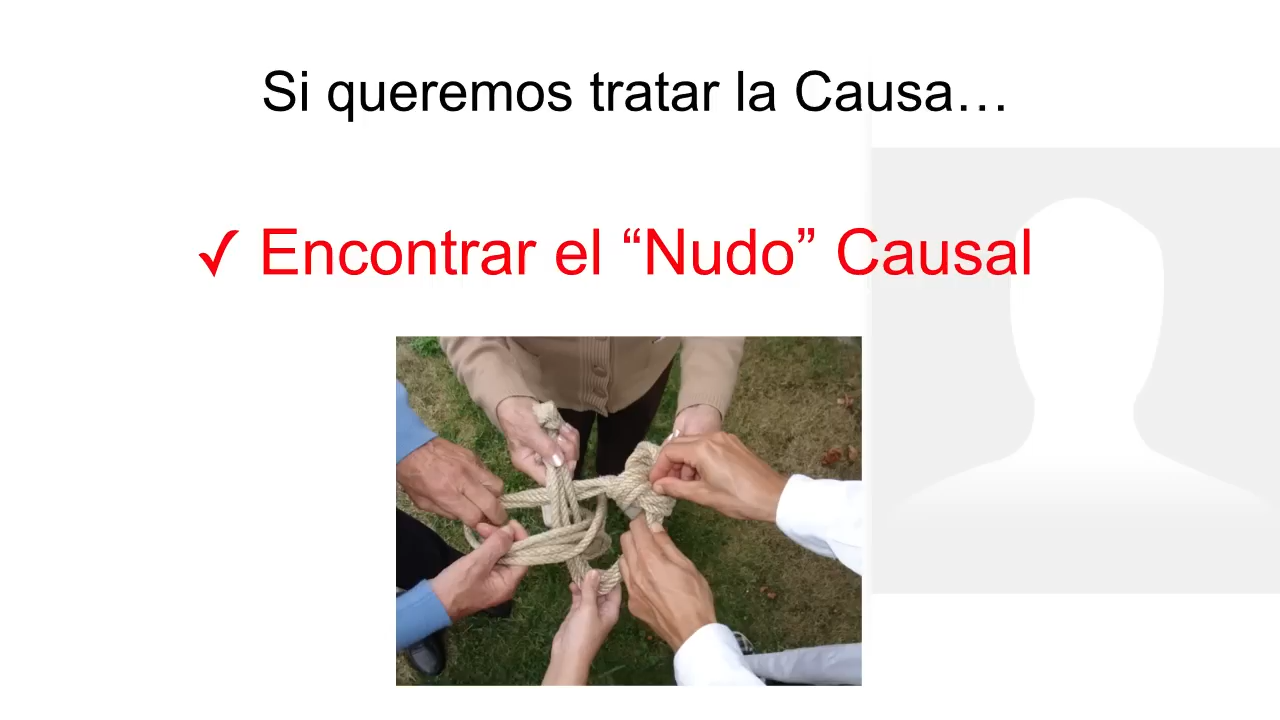 Si queremos tratar la Causa…
✓ Encontrar el “Nudo” Causal